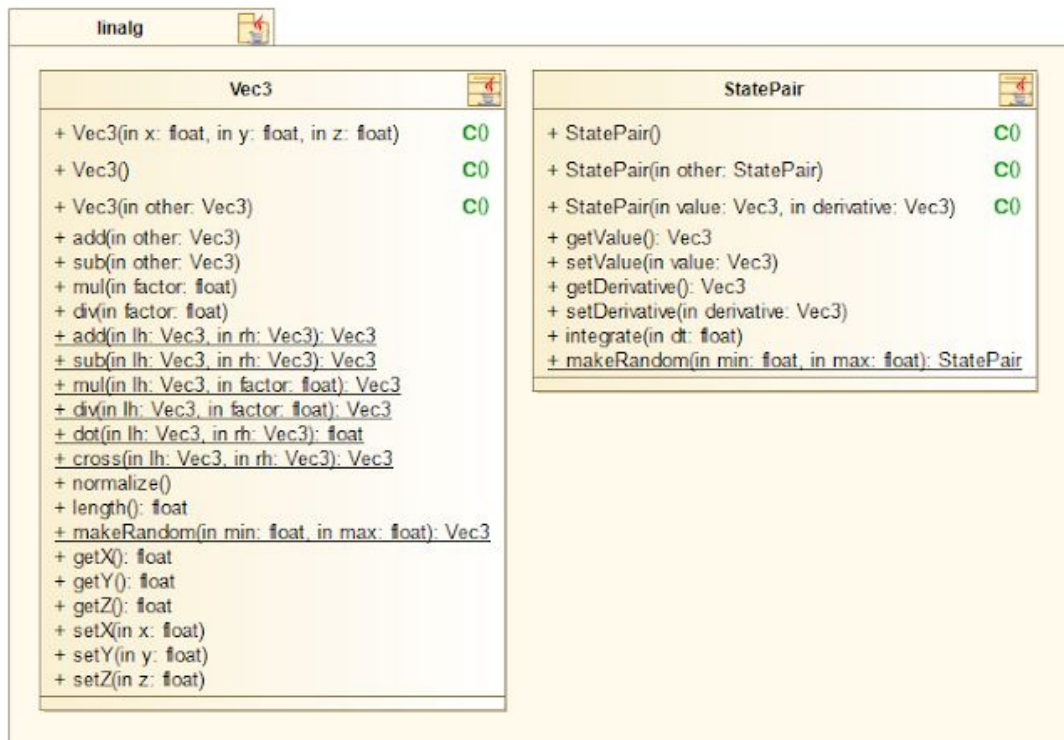 linalg
Vec3
+ Vec3(in x: float, in y: float, in z: float) C()
+ Vec3() C()
+ Vec3(in other: Vec3) C()
+ add(in other: Vec3)
+ sub(in other: Vec3)
+ mul(in factor: float)
+ div(in factor: float)
+ add(in lh: Vec3, in rh: Vec3): Vec3
+ sub(in lh: Vec3, in rh: Vec3): Vec3
+ mul(in lh: Vec3, in factor: float): Vec3
+ div(in lh: Vec3, in factor: float): Vec3
+ dot(in lh: Vec3, in rh: Vec3): float
+ cross(in lh: Vec3, in rh: Vec3): Vec3
+ normalize()
+ length(): float
+ makeRandom(in min: float, in max: float): Vec3
+ getX(): float
+ getY(): float
+ getZ(): float
+ setX(in x: float)
+ setY(in y: float)
+ setZ(in z: float)
StatePair
+ StatePair() C()
+ StatePair(in other: StatePair) C()
+ StatePair(in value: Vec3, in derivative: Vec3) C()
+ getValue(): Vec3
+ setValue(in value: Vec3)
+ getDerivative(): Vec3
+ setDerivative(in derivative: Vec3)
+ integrate(in dt: float)
+ makeRandom(in min: float, in max: float): StatePair